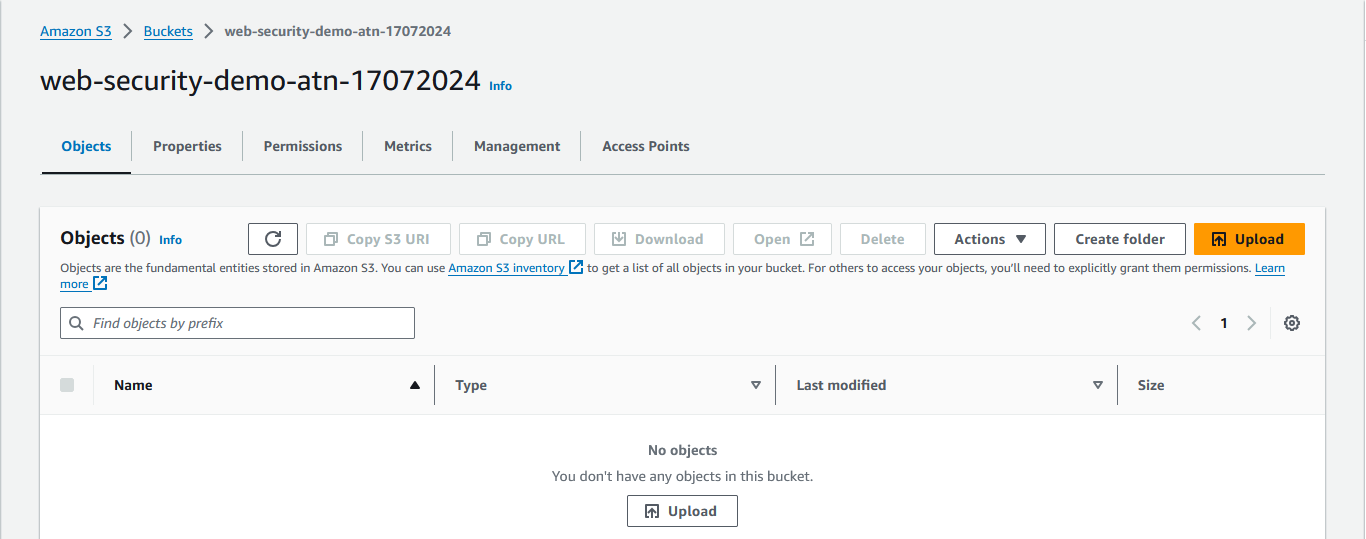 Amazon S3 > Buckets > web-security-demo-atn-17072024
web-security-demo-atn-17072024 Info
Objects Properties Permissions Metrics Management Access Points
Objects (0) Info Copy S3 URI Copy URL Download Open Delete Actions Create folder Upload
Objects are the fundamental entities stored in Amazon S3. You can use Amazon S3 inventory to get a list of all objects in your bucket. For others to access your objects, you'll need to explicitly grant them permissions. Learn
more
Find objects by prefix 1
Name Type Last modified Size
No objects
You don't have any objects in this bucket.
Upload